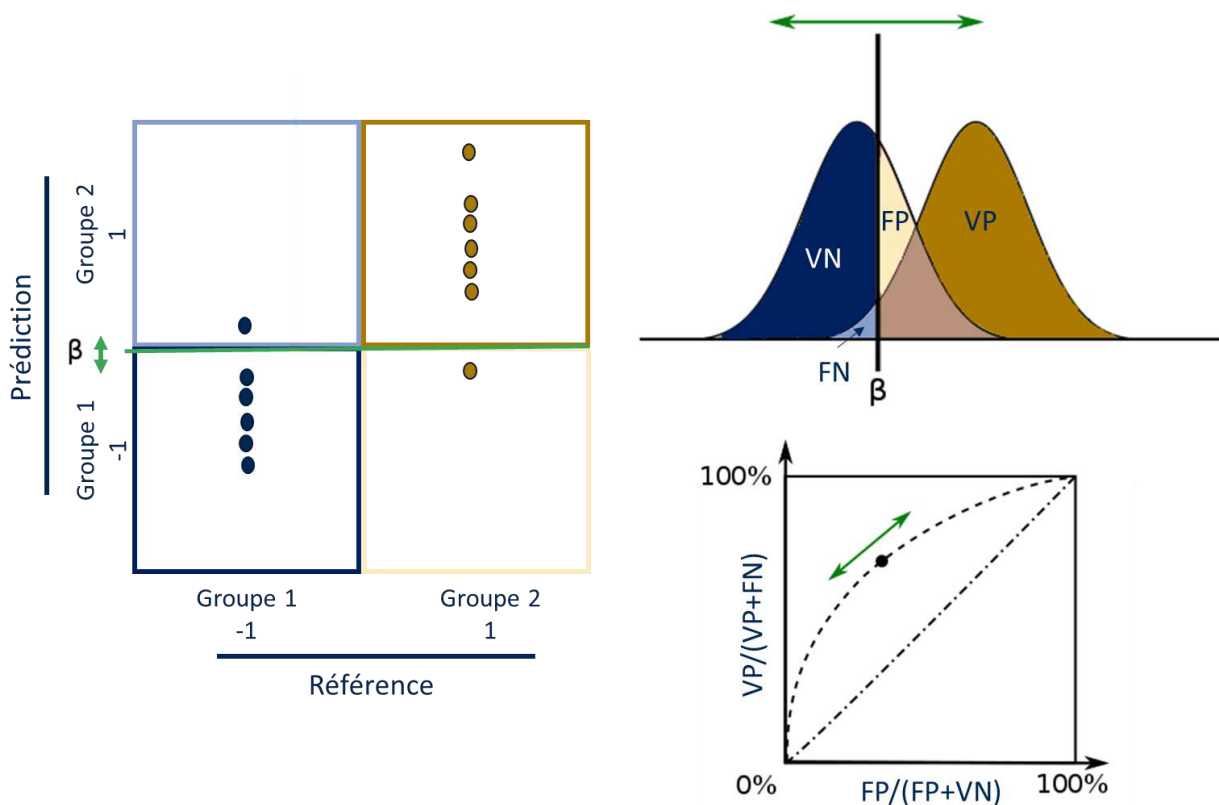 Prédiction
Groupe 2
1
β
Groupe 1
-1
Groupe 1
-1
Groupe 2
1
Référence
VN
FP
VP
FN
β
100%
VP/(VP+FN)
0%
100%
FP/(FP+VN)